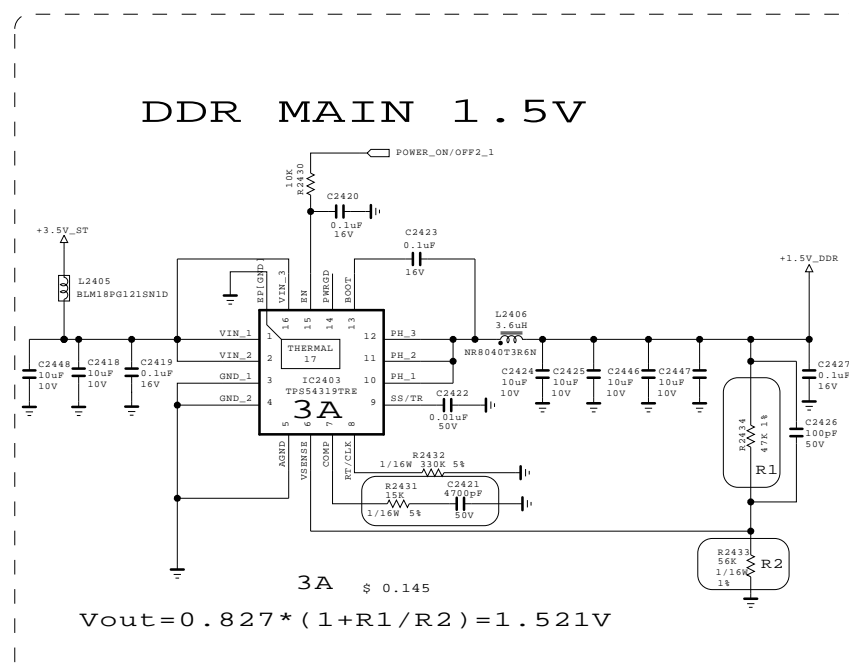 DDR MAIN 1.5V
POWER_ON/OFF2_1
10K
R2430
C2420
0.1uF
16V
C2423
0.1uF
16V
+3.5V_ST
L2405
BLM18PG121SN1D
+1.5V_DDR
EP[GND]
VIN_3
EN
PWRGD
BOOT
16
15
14
13
L2406
3.6uH
NR8040T3R6N
VIN_1
1
VIN_2
2
GND_1
3
GND_2
4
THERMAL
17
IC2403
TPS54319TRE
3A
12
PH_3
11
PH_2
10
PH_1
9
SS/TR
5
6
7
8
AGND
VSENSE
COMP
RT/CLK
C2448
10uF
10V
C2418
10uF
10V
C2419
0.1uF
16V
C2422
0.01uF
50V
C2424
10uF
10V
C2425
10uF
10V
C2446
10uF
10V
C2447
10uF
10V
C2427
0.1uF
16V
R2434
47K 1%
R1
C2426
100pF
50V
R2432
1/16W 330K 5%
R2431
15K
1/16W 5%
C2421
4700pF
50V
R2433
56K
1/16W
1%
R2
3A
$ 0.145
Vout=0.827*(1+R1/R2)=1.521V